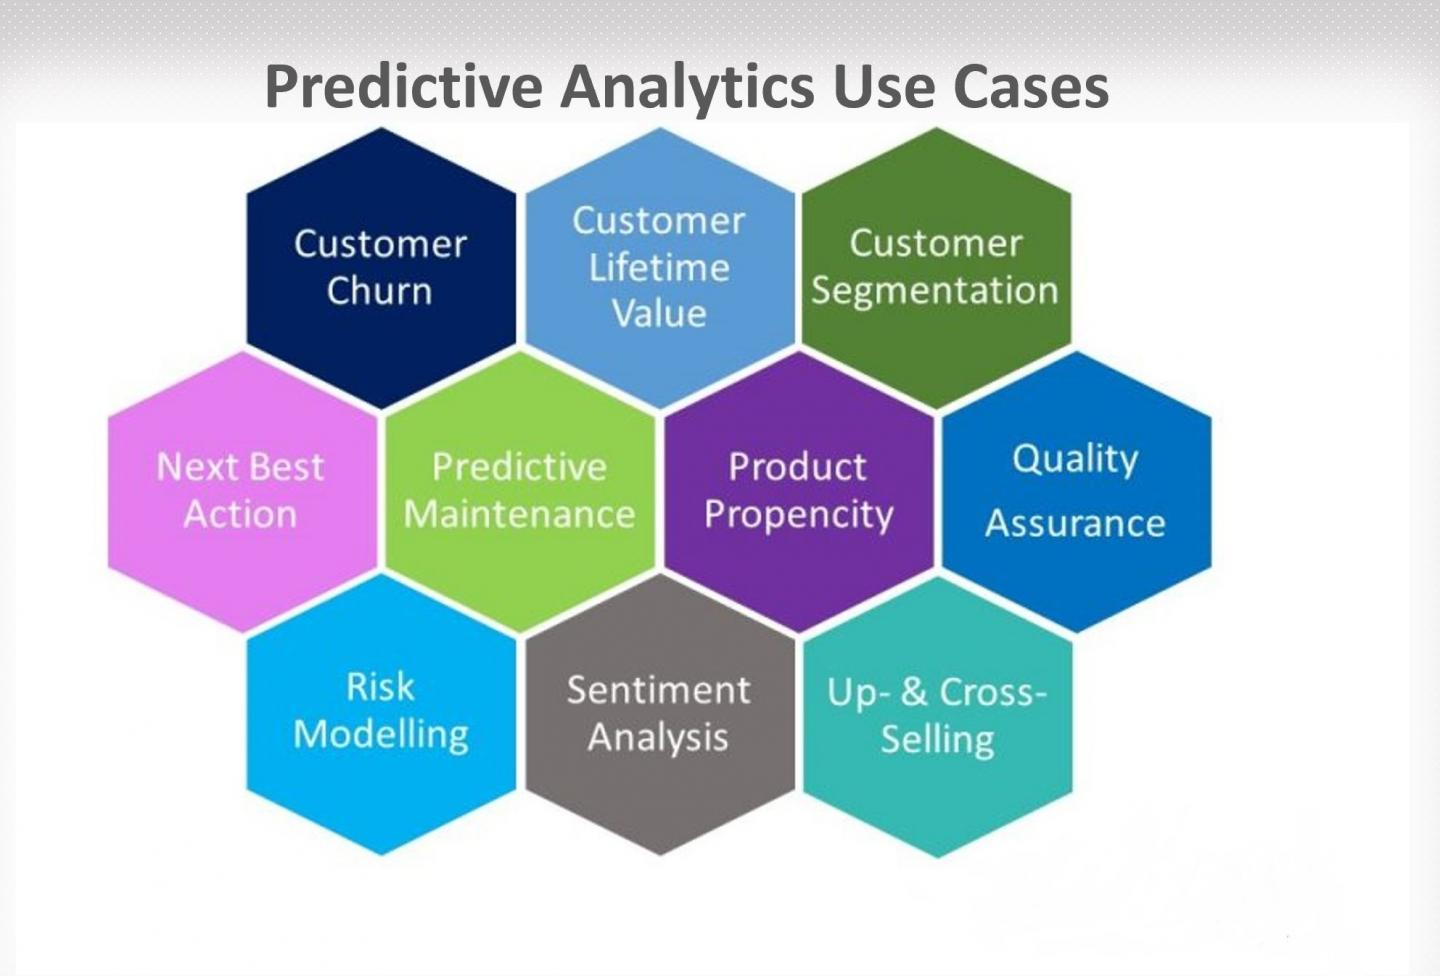 Predictive Analytics Use Cases
Customer
Churn
Customer
Lifetime
Value
Customer
Segmentation
Next Best
Action
Predictive
Maintenance
Product
Propencity
Quality
Assurance
Risk
Modelling
Sentiment
Analysis
Up- & Cross-
Selling